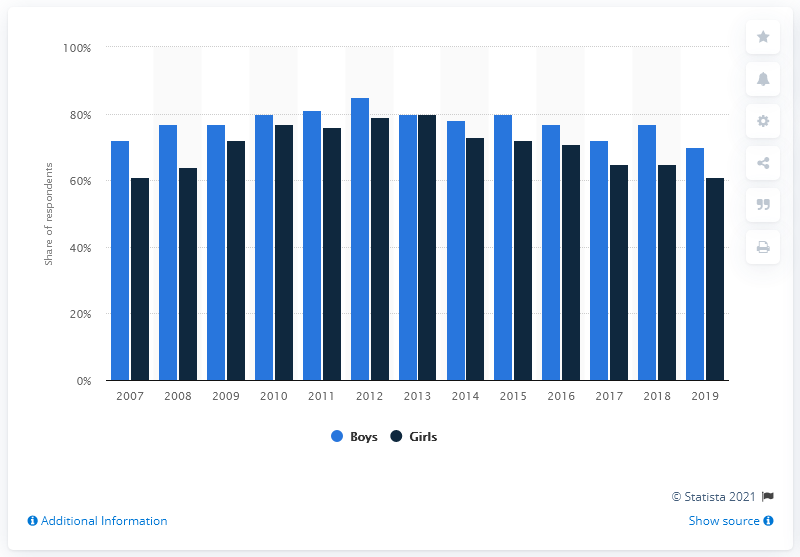 100%
80%
60%
40%
20%
0%
Share of respondents
2007 2008 2009 2010 2011 2012 2013 2014 2015 2016 2017 2018 2019
Boys Girls
© Statista 2021
Additional Information Show source